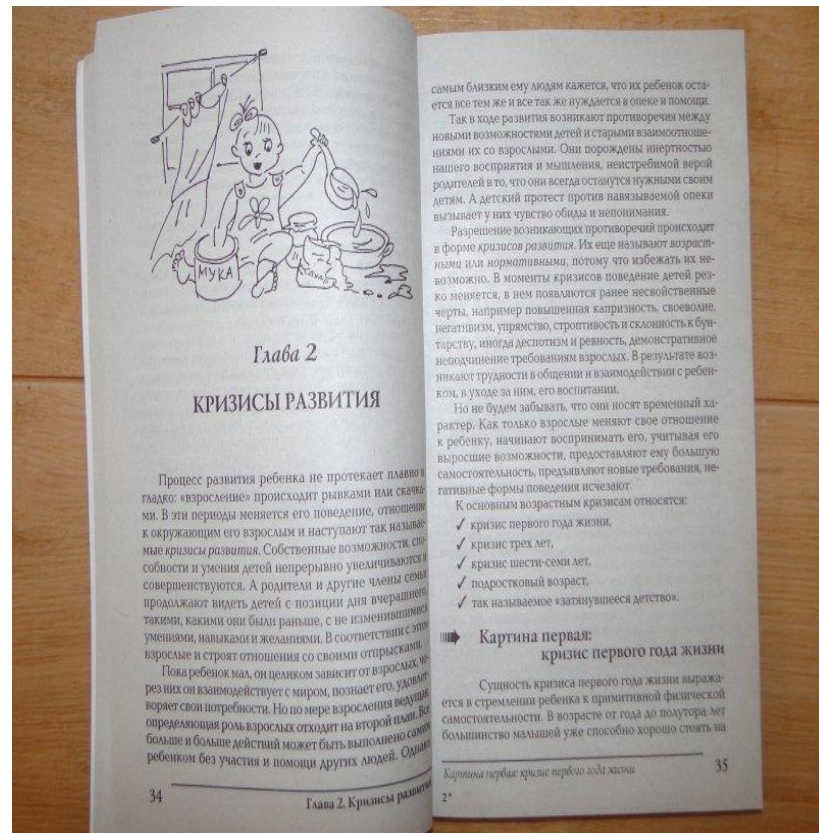 МУКА
Глава 2
КРИЗИСЫ РАЗВИТИЯ
Процесс развития ребенка не протекает плавно и
гладко: «взросление» происходит рывками или скачка-
ми. В эти периоды меняется его поведение, отношение
к окружающим его взрослым и наступают так называе-
мые кризисы развития. Собственные возможности, спо-
собности и умения детей непрерывно увеличиваются и
совершенствуются. А родители и другие члены семьи
продолжают видеть детей с позиции дня вчерашнего,
такими, какими они были раньше, с не изменившимися
умениями, навыками и желаниями. В соответствии с этим
взрослые и строят отношения со своими отпрысками.
Пока ребенок мал, он целиком зависит от взрослых, че-
рез них он взаимодействует с миром, познает его, удовлет-
воряет свои потребности. Но по мере взросления ведущая,
определяющая роль взрослых отходит на второй план. Все
больше и больше действий может быть выполнено самим
ребенком без участия и помощи других людей. Однако
34
Глава 2. Кризисы развития
самым близким ему людям кажется, что их ребенок оста-
ется все тем же и все так же нуждается в опеке и помощи.
Так в ходе развития возникают противоречия между
новыми возможностями детей и старыми взаимоотноше-
ниями их со взрослыми. Они порождены инертностью
нашего восприятия и мышления, неистребимой верой
родителей в то, что они всегда останутся нужными своим
детям. А детский протест против навязываемой опеки
вызывает у них чувство обиды и непонимания.
Разрешение возникающих противоречий происходит
в форме кризисов развития. Их еще называют возраст-
ными или нормативными, потому что избежать их не-
возможно. В моменты кризисов поведение детей рез-
ко меняется, в нем появляются ранее несвойственные
черты, например повышенная капризность, своеволие,
негативизм, упрямство, строптивость и склонность к бун-
тарству, иногда деспотизм и ревность, демонстративное
неподчинение требованиям взрослых. В результате воз-
никают трудности в общении и взаимодействии с ребен-
ком, в уходе за ним, его воспитании.
Но не будем забывать, что они носят временный ха-
рактер. Как только взрослые меняют свое отношение
к ребенку, начинают воспринимать его, учитывая его
выросшие возможности, предоставляют ему большую
самостоятельность, предъявляют новые требования, не-
гативные формы поведения исчезают.
К основным возрастным кризисам относятся:
✓ кризис первого года жизни,
✓ кризис трех лет,
✓ кризис шести-семи лет,
✓ подростковый возраст,
✓ так называемое «затянувшееся детство».
Картина первая:
кризис первого года жизни
Сущность кризиса первого года жизни выража-
ется в стремлении ребенка к примитивной физической
самостоятельности. В возрасте от года до полутора лет
большинство малышей уже способно хорошо стоять на
Картина первая: кризис первого года жизни
35
2*